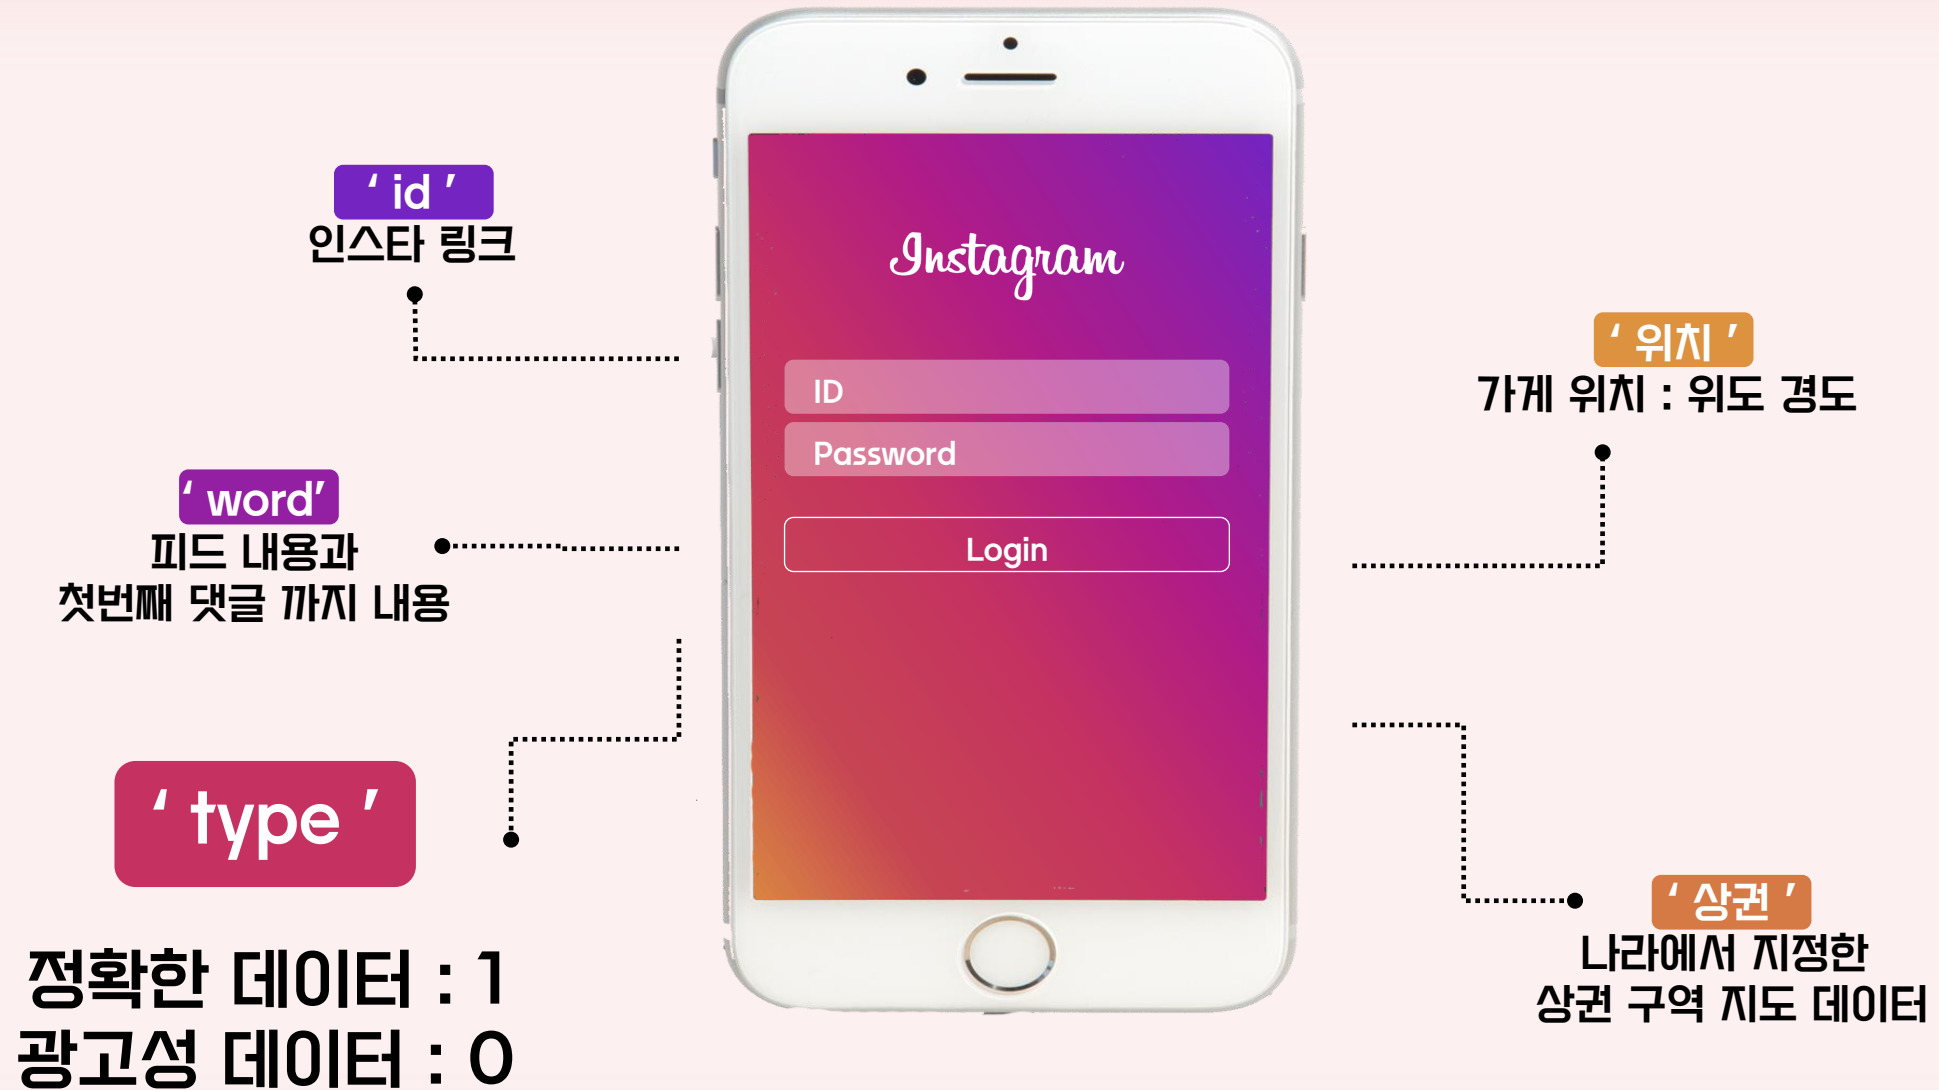 ‘ id ’
인스타 링크
‘ word’
피드 내용과
첫번째 댓글 까지 내용
‘ type ’
정확한 데이터 : 1
광고성 데이터 : 0
Instagram
ID
Password
Login
‘ 위치 ’
가게 위치 : 위도 경도
‘ 상권 ’
나라에서 지정한
상권 구역 지도 데이터